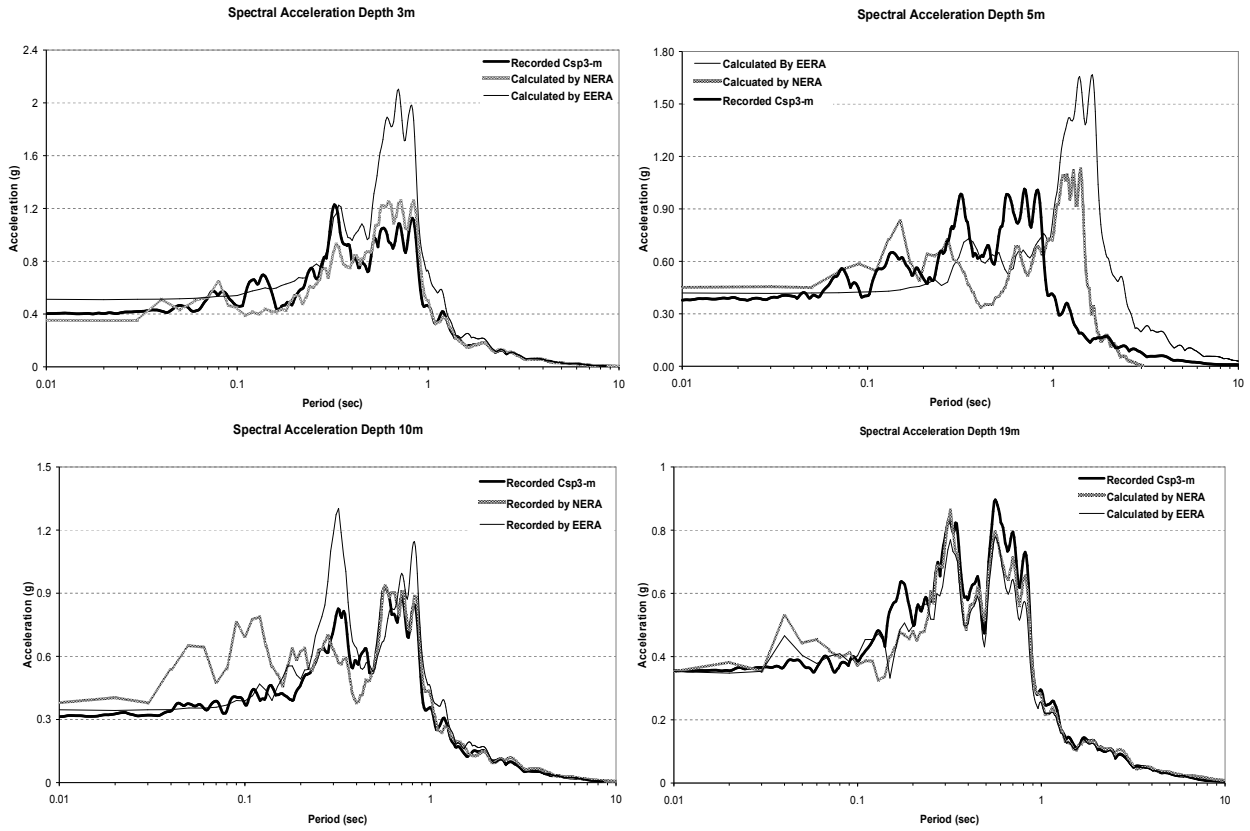 Spectral Acceleration Depth 3m
2.4
2
1.6
1.2
0.8
0.4
0
Acceleration (g)
Recorded Csp3-m
Calculated by NERA
Calculated by EERA
0.01
0.1
1
10
Period (sec)
Spectral Acceleration Depth 5m
1.80
1.50
1.20
0.90
0.60
0.30
0.00
Acceleration (g)
Calculated By EERA
Calcuated by NERA
Recorded Csp3-m
0.01
0.1
1
10
Period (sec)
Spectral Acceleration Depth 10m
1.5
1.2
0.9
0.6
0.3
0
Acceleration (g)
Recorded Csp3-m
Recorded by NERA
Recorded by EERA
0.01
0.1
1
10
Period (sec)
Spectral Acceleration Depth 19m
1
0.8
0.6
0.4
0.2
0
Acceleration (g)
Recorded Csp3-m
Calculated by NERA
Calculated by EERA
0.01
0.1
1
10
Period (sec)